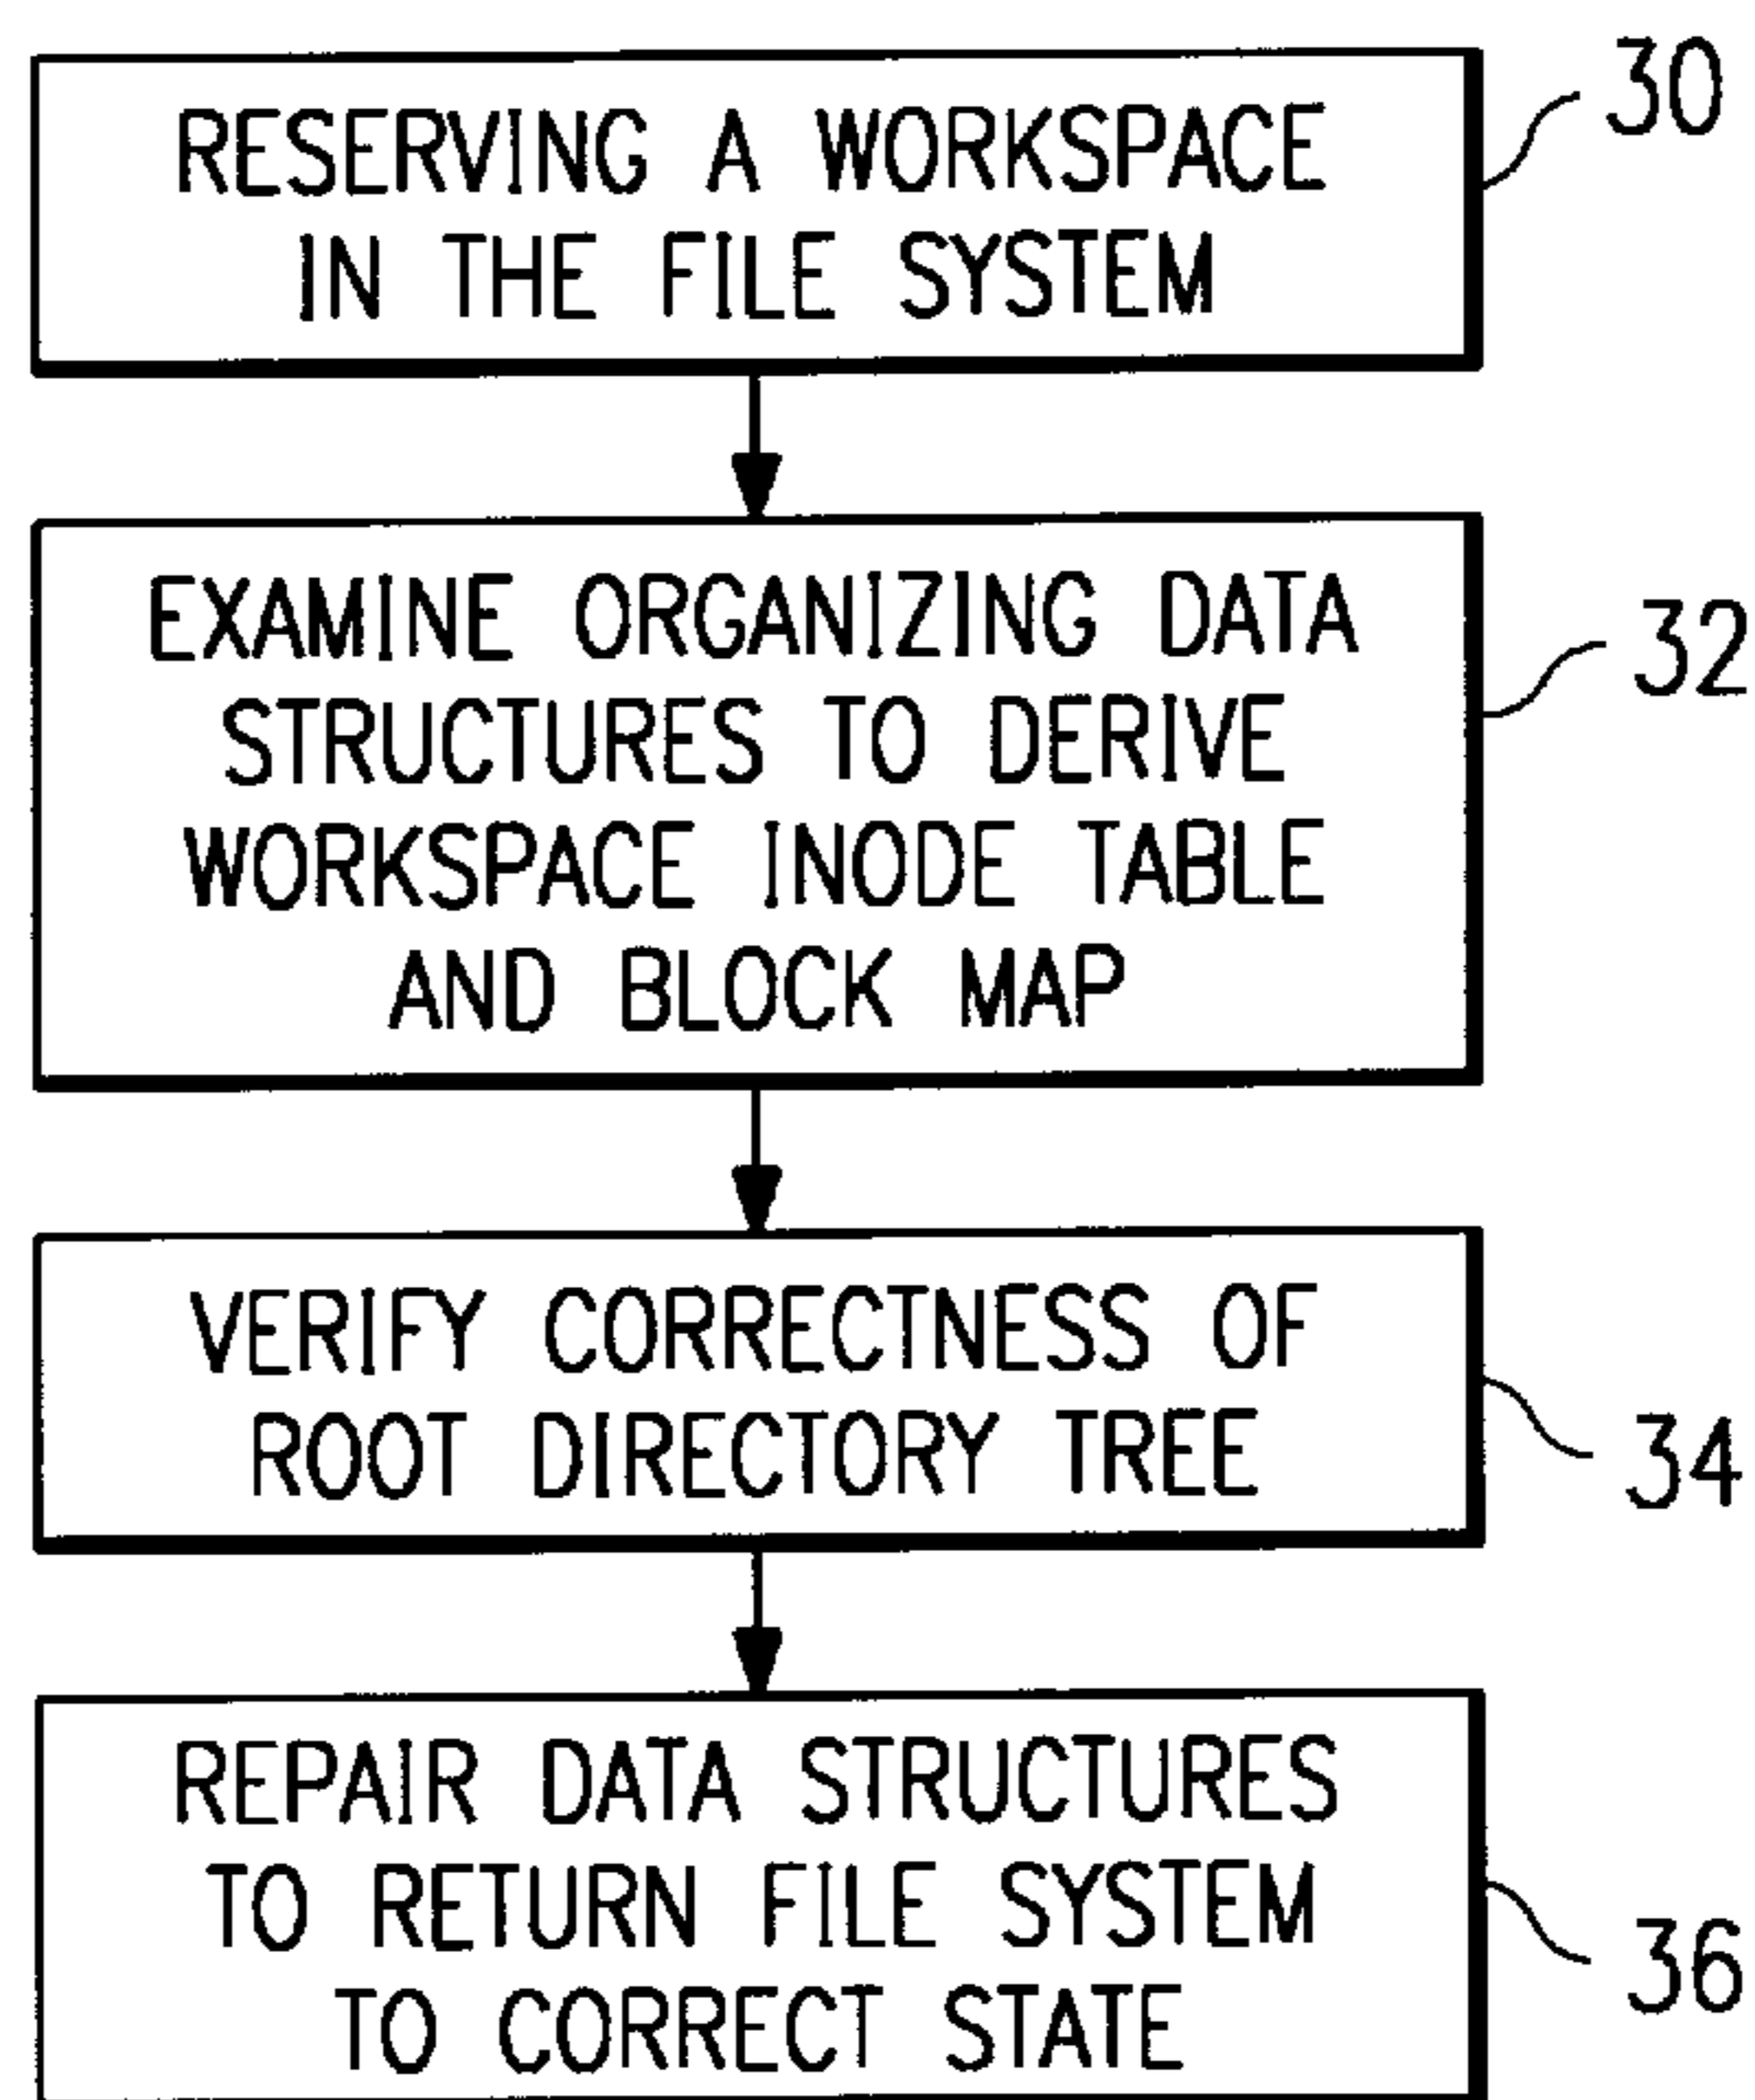 RESERVING A WORKSPACE
IN THE FILE SYSTEM
30
EXAMINE ORGANIZING DATA
STRUCTURES TO DERIVE
WORKSPACE INODE TABLE
AND BLOCK MAP
32
VERIFY CORRECTNESS OF
ROOT DIRECTORY TREE
34
REPAIR DATA STRUCTURES
TO RETURN FILE SYSTEM
TO CORRECT STATE
36